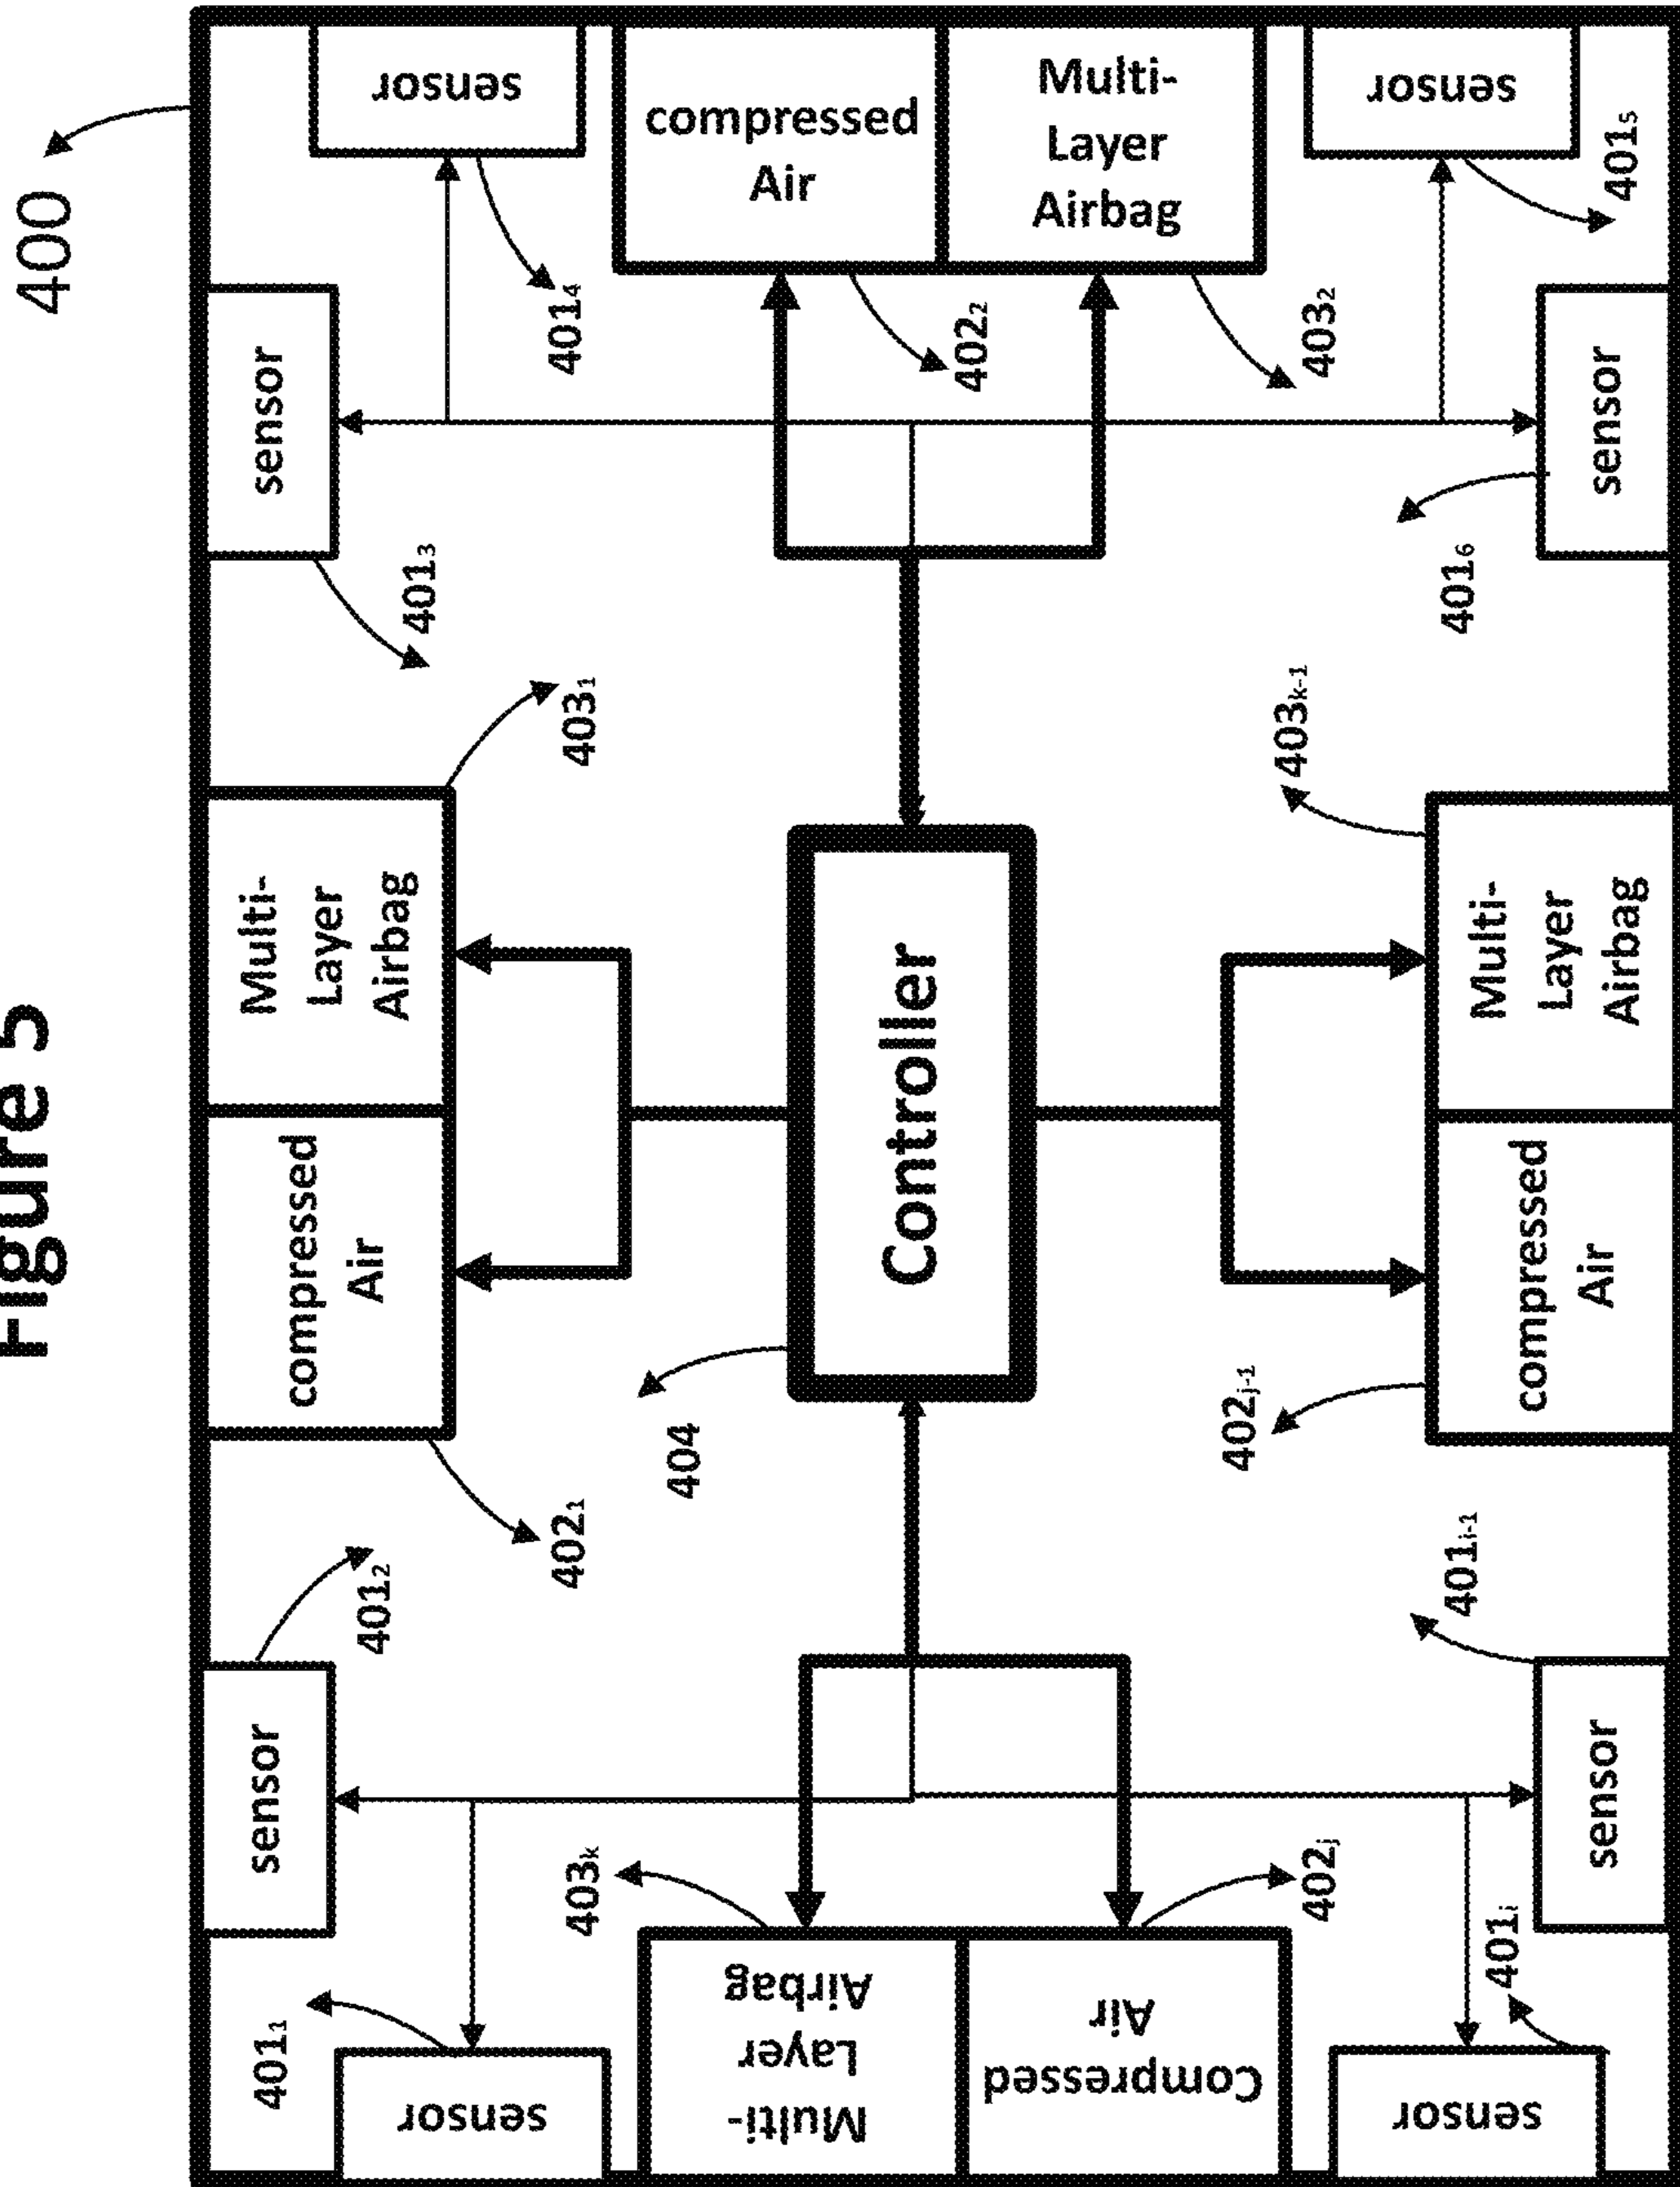 Figure 5
400
sensor
compressed
Air
Multi-
Layer
Airbag
sensor
401₁
401₂
402₁
403₁
401₃
401₄
sensor
sensor
403ₖ
404
402₂
Multi-
Layer
Airbag
Controller
compressed
Air
Compressed
Air
Multi-
Layer
Airbag
402ⱼ
403₂
402ⱼ₋₁
403ₖ₋₁
401ᵢ
401ᵢ₋₁
401₆
401₅
sensor
sensor
sensor
compressed
Air
Multi-
Layer
Airbag
sensor